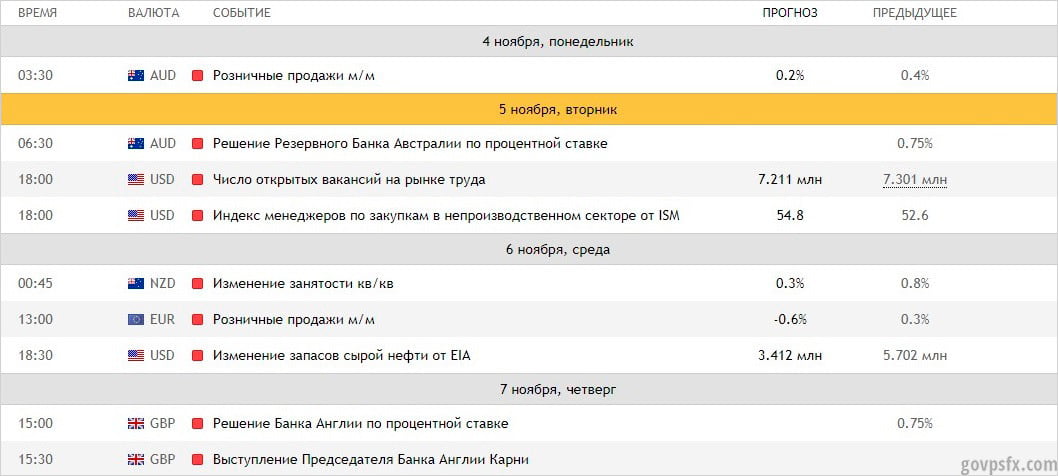 ВРЕМЯ ВАЛЮТА СОБЫТИЕ ПРОГНОЗ ПРЕДЫДУЩЕЕ
4 ноября, понедельник
03:30 AUD Розничные продажи м/м 0.2% 0.4%
5 ноября, вторник
06:30 AUD Решение Резервного Банка Австралии по процентной ставке 0.75%
18:00 USD Число открытых вакансий на рынке труда 7.211 млн 7.301 млн
18:00 USD Индекс менеджеров по закупкам в непроизводственном секторе от ISM 54.8 52.6
6 ноября, среда
00:45 NZD Изменение занятости кв/кв 0.3% 0.8%
13:00 EUR Розничные продажи м/м -0.6% 0.3%
18:30 USD Изменение запасов сырой нефти от EIA 3.412 млн 5.702 млн
7 ноября, четверг
15:00 GBP Решение Банка Англии по процентной ставке 0.75%
15:30 GBP Выступление Председателя Банка Англии Карни
govpsfx.com